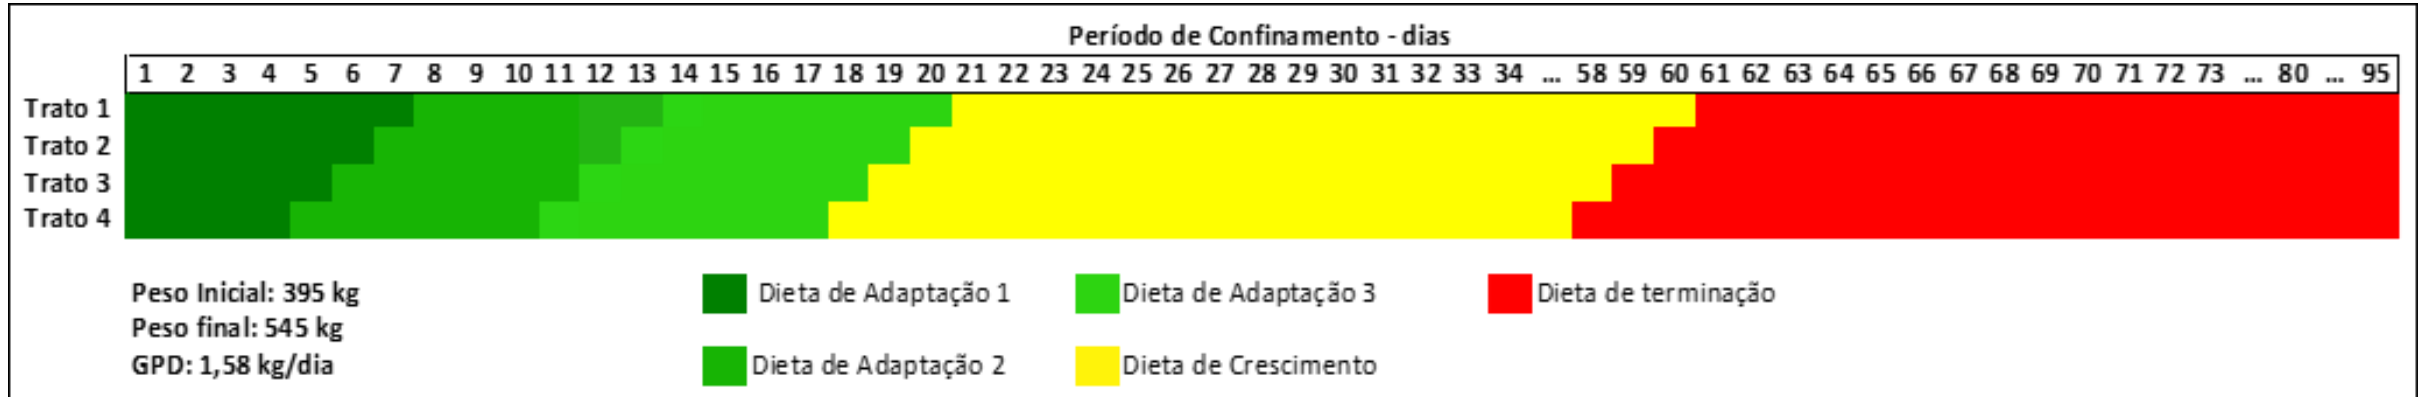 Período de Confinamento - dias
1 2 3 4 5 6 7 8 9 10 11 12 13 14 15 16 17 18 19 20 21 22 23 24 25 26 27 28 29 30 31 32 33 34 ... 58 59 60 61 62 63 64 65 66 67 68 69 70 71 72 73 ... 80 ... 95
Trato 1
Trato 2
Trato 3
Trato 4
Peso Inicial: 395 kg
Peso final: 545 kg
GPD: 1,58 kg/dia
Dieta de Adaptação 1
Dieta de Adaptação 2
Dieta de Adaptação 3
Dieta de Crescimento
Dieta de terminação